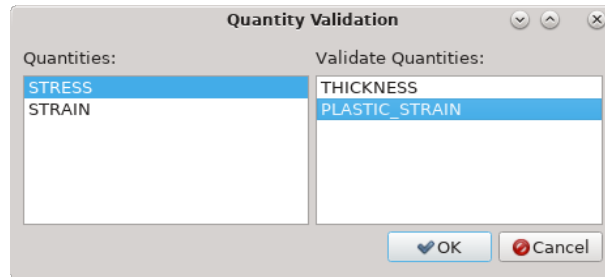 Quantity Validation
Quantities:
Validate Quantities:
STRESS
STRAIN
THICKNESS
PLASTIC_STRAIN
OK
Cancel